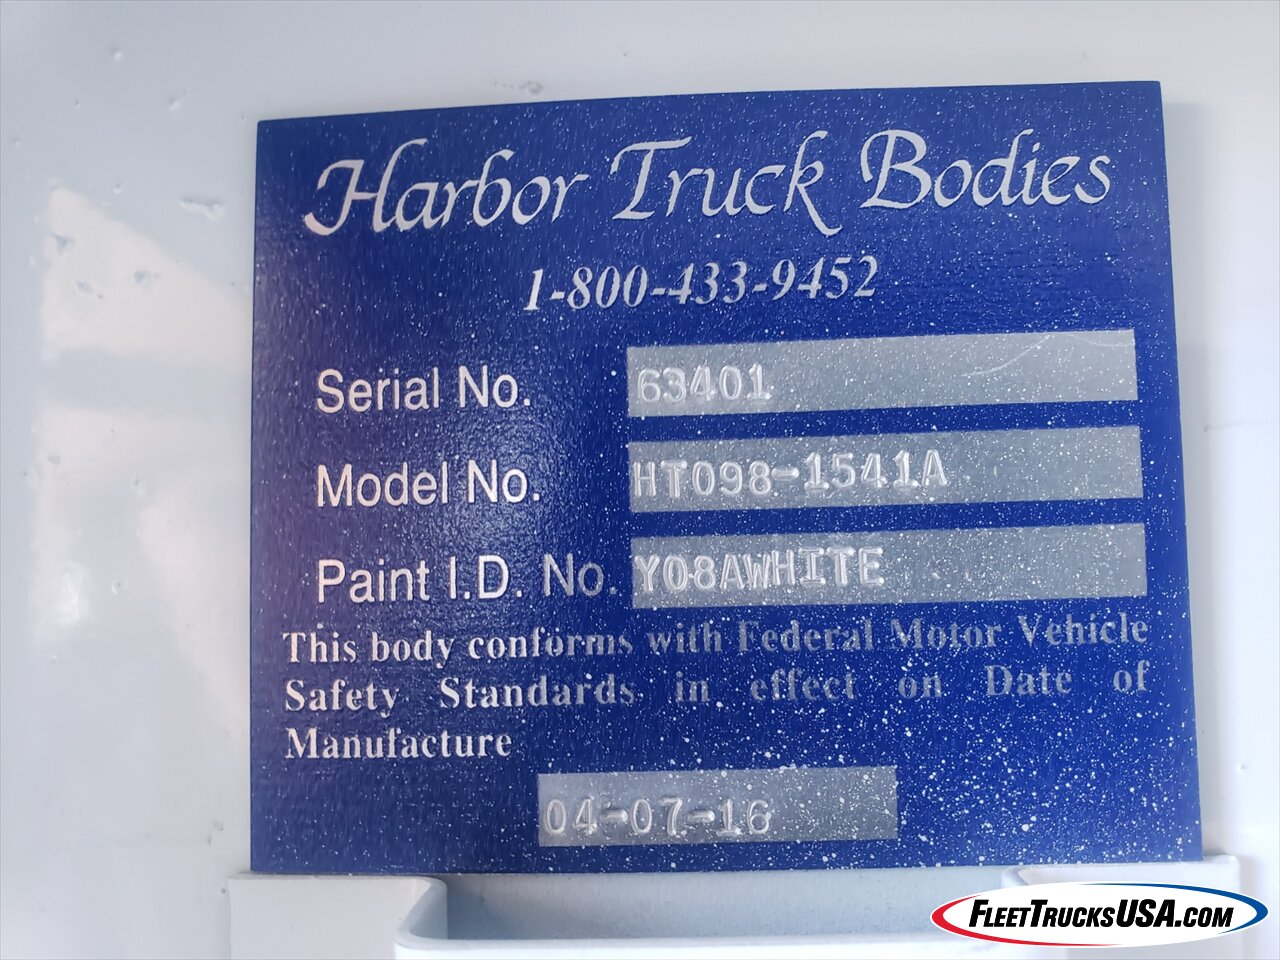 Harbor Truck Bodies
1-800-433-9452
Serial No. 63401
Model No. HT098-1541A
Paint I.D. No. Y08AWHITE
This body conforms with Federal Motor Vehicle
Safety Standards in effect on Date of
Manufacture
04-07-16
FLEETTRUCKSUSA.COM